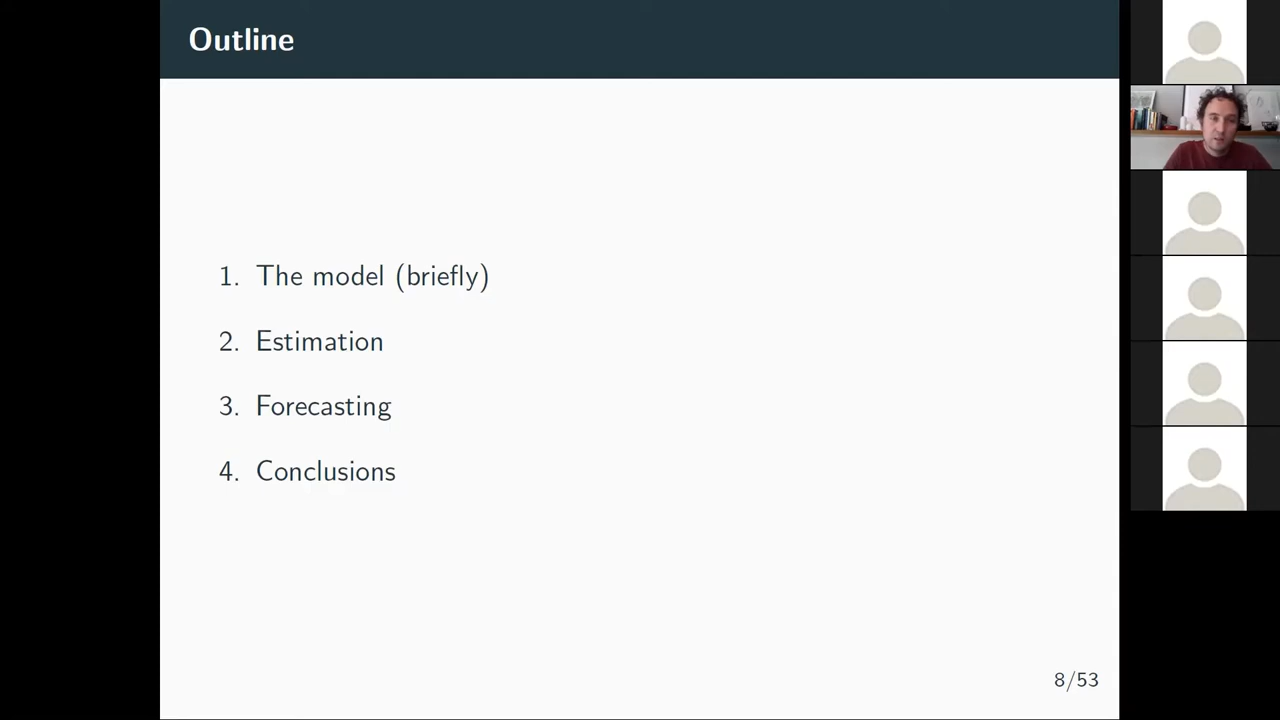 Outline
1. The model (briefly)
2. Estimation
3. Forecasting
4. Conclusions
8/53